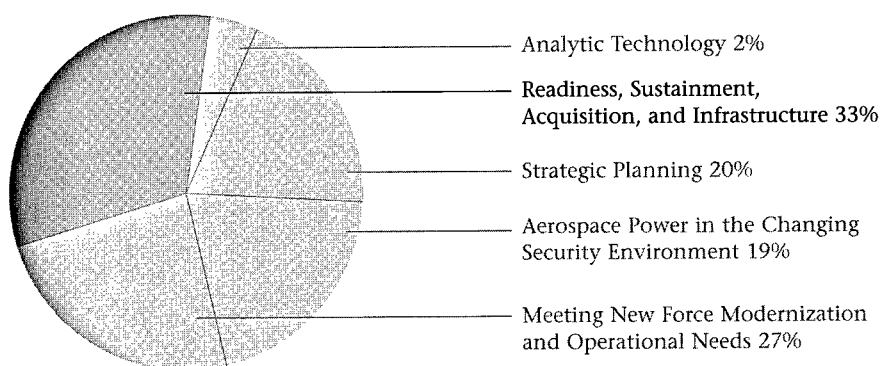 Analytic Technology 2%
Readiness, Sustainment,
Acquisition, and Infrastructure 33%
Strategic Planning 20%
Aerospace Power in the Changing
Security Environment 19%
Meeting New Force Modernization
and Operational Needs 27%